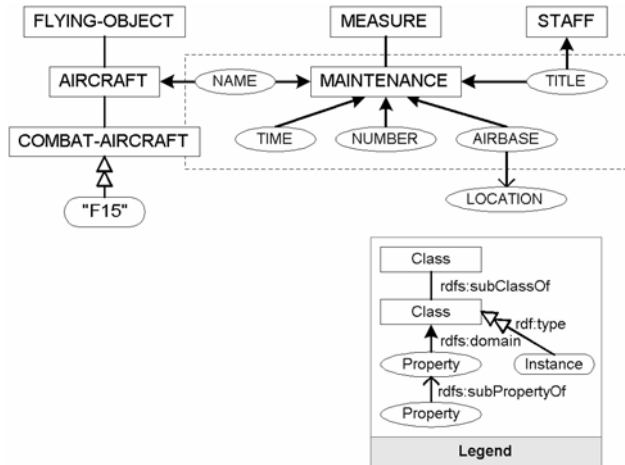 FLYING-OBJECT
MEASURE
STAFF
AIRCRAFT
NAME
MAINTENANCE
TITLE
COMBAT-AIRCRAFT
TIME
NUMBER
AIRBASE
"F15"
LOCATION
Class
rdfs:subClassOf
Class
rdf:type
rdfs:domain
Property
Instance
rdfs:subPropertyOf
Property
Legend